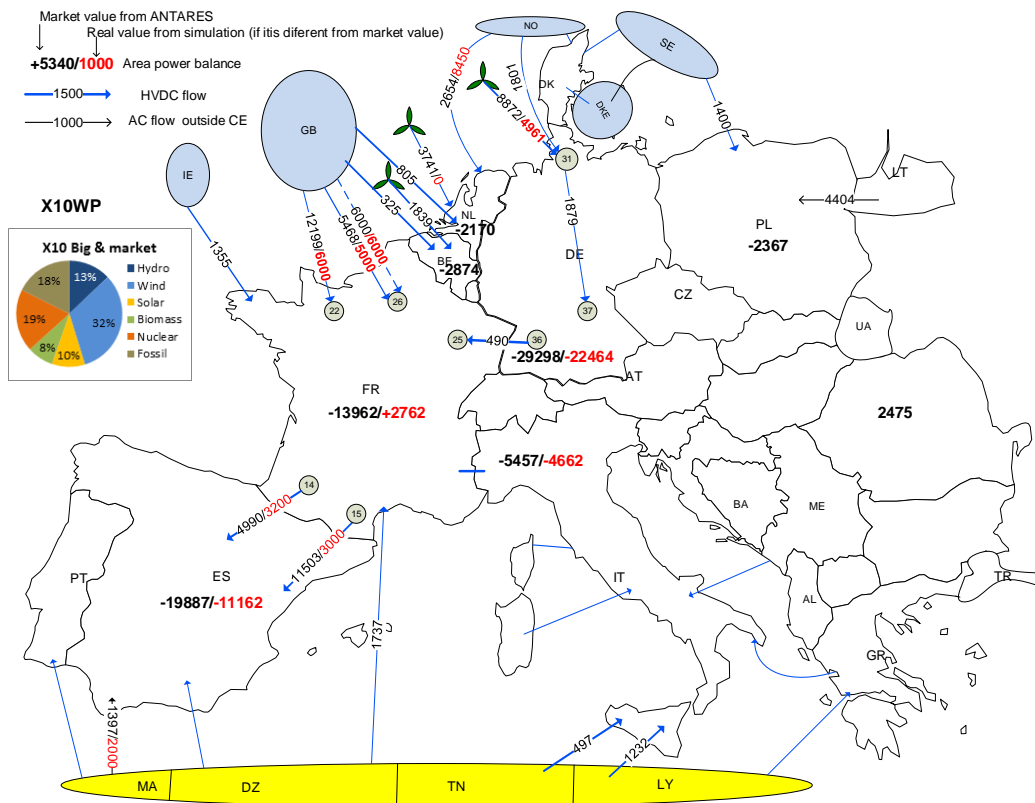 Market value from ANTARES
Real value from simulation (if itis diferent from market value)
+5340/1000 Area power balance
1500 HVDC flow
1000 AC flow outside CE
X10WP
X10 Big & market
13%
32%
10%
8%
19%
18%
Hydro
Wind
Solar
Biomass
Nuclear
Fossil
NO
SE
DK
DKE
GB
IE
LT
2654/8450
1801
8872/4961
1400
3741/0
805
325
1839
6000/6000
5468/5000
12199/6000
1355
31
1879
4404
NL
-2170
BE
-2874
DE
PL
-2367
CZ
UA
22
26
37
25
490
36
-29298/-22464
AT
FR
-13962/+2762
2475
-5457/-4662
14
4990/3200
15
11503/3000
BA
ME
PT
ES
-19887/-11162
IT
AL
TR
GR
1737
1397/2000
497
1232
MA
DZ
TN
LY